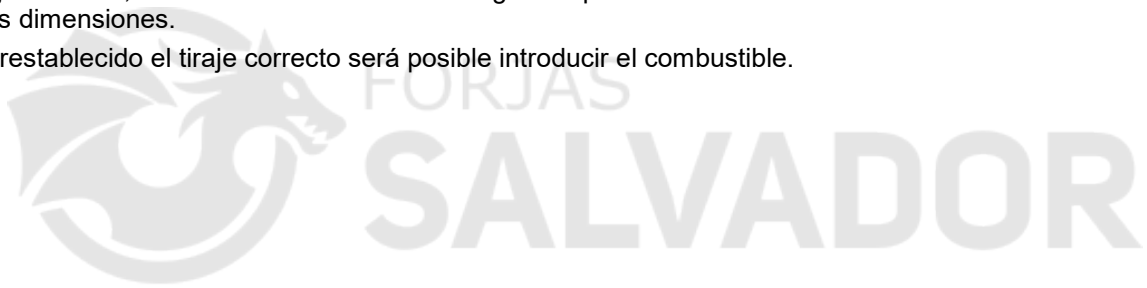 s dimensiones.
restablecido el tiraje correcto será posible introducir el combustible.
FORJAS
SALVADOR